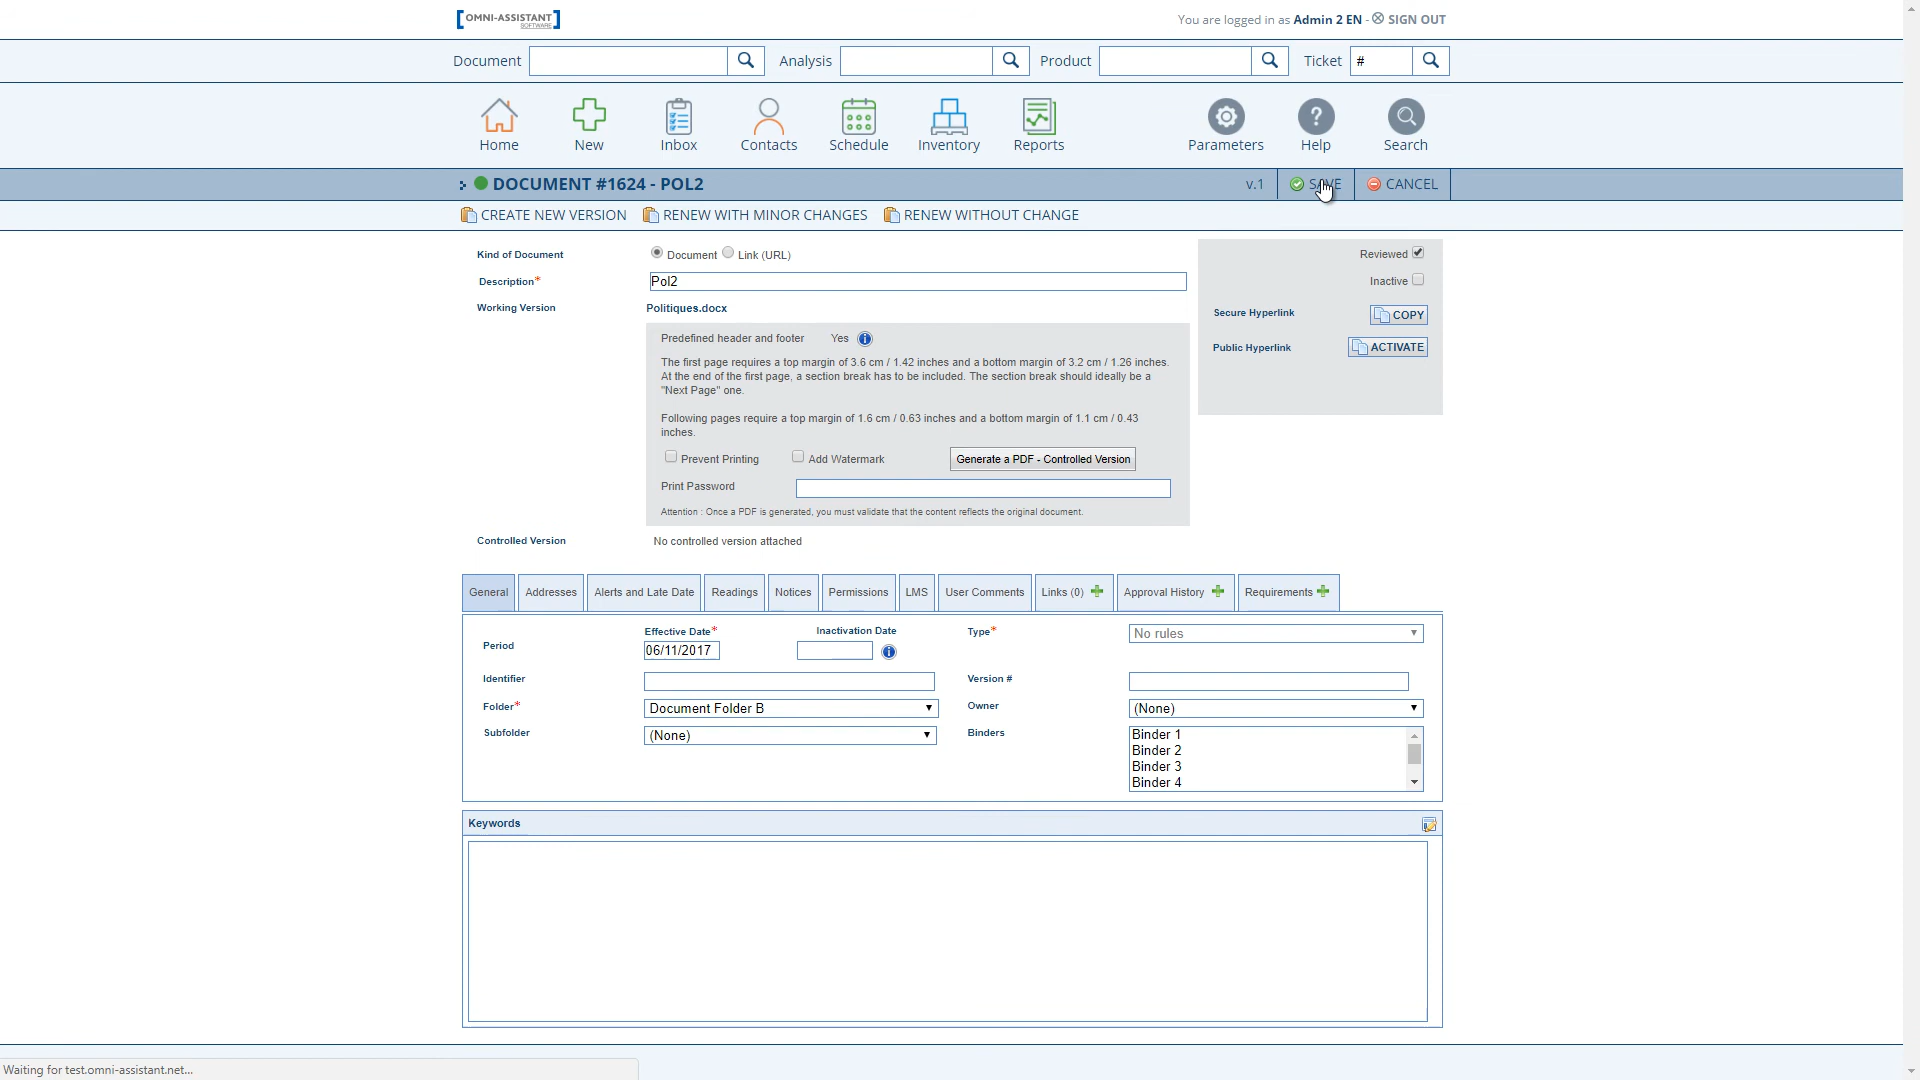 OMNI-ASSISTANT
SOFTWARE
You are logged in as Admin 2 EN - SIGN OUT
Document Analysis Product Ticket #
Home New Inbox Contacts Schedule Inventory Reports Parameters Help Search
DOCUMENT #1624 - POL2 v.1 SAVE CANCEL
CREATE NEW VERSION RENEW WITH MINOR CHANGES RENEW WITHOUT CHANGE
Kind of Document Document Link (URL) Reviewed
Description* Pol2 Inactive
Working Version Politiques.docx Secure Hyperlink COPY
Predefined header and footer Yes
Public Hyperlink ACTIVATE
The first page requires a top margin of 3.6 cm / 1.42 inches and a bottom margin of 3.2 cm / 1.26 inches.
At the end of the first page, a section break has to be included. The section break should ideally be a
"Next Page" one.
Following pages require a top margin of 1.6 cm / 0.63 inches and a bottom margin of 1.1 cm / 0.43
inches.
Prevent Printing Add Watermark Generate a PDF - Controlled Version
Print Password
Attention : Once a PDF is generated, you must validate that the content reflects the original document.
Controlled Version No controlled version attached
General Addresses Alerts and Late Date Readings Notices Permissions LMS User Comments Links (0) Approval History Requirements
Effective Date* Inactivation Date Type* No rules
Period 06/11/2017
Identifier Version #
Folder* Document Folder B Owner (None)
Subfolder (None) Binders Binder 1
Binder 2
Binder 3
Binder 4
Keywords
Waiting for test.omni-assistant.net...